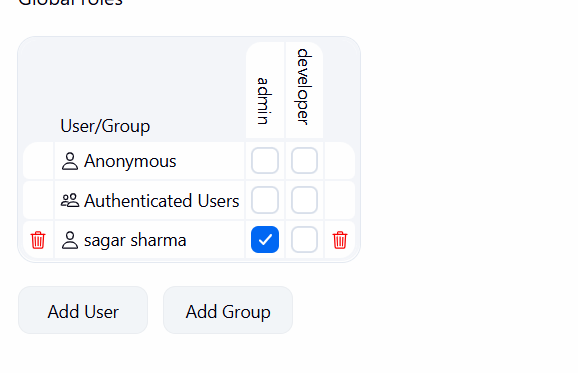 Global roles
admin
developer
User/Group
Anonymous
Authenticated Users
sagar sharma
Add User
Add Group